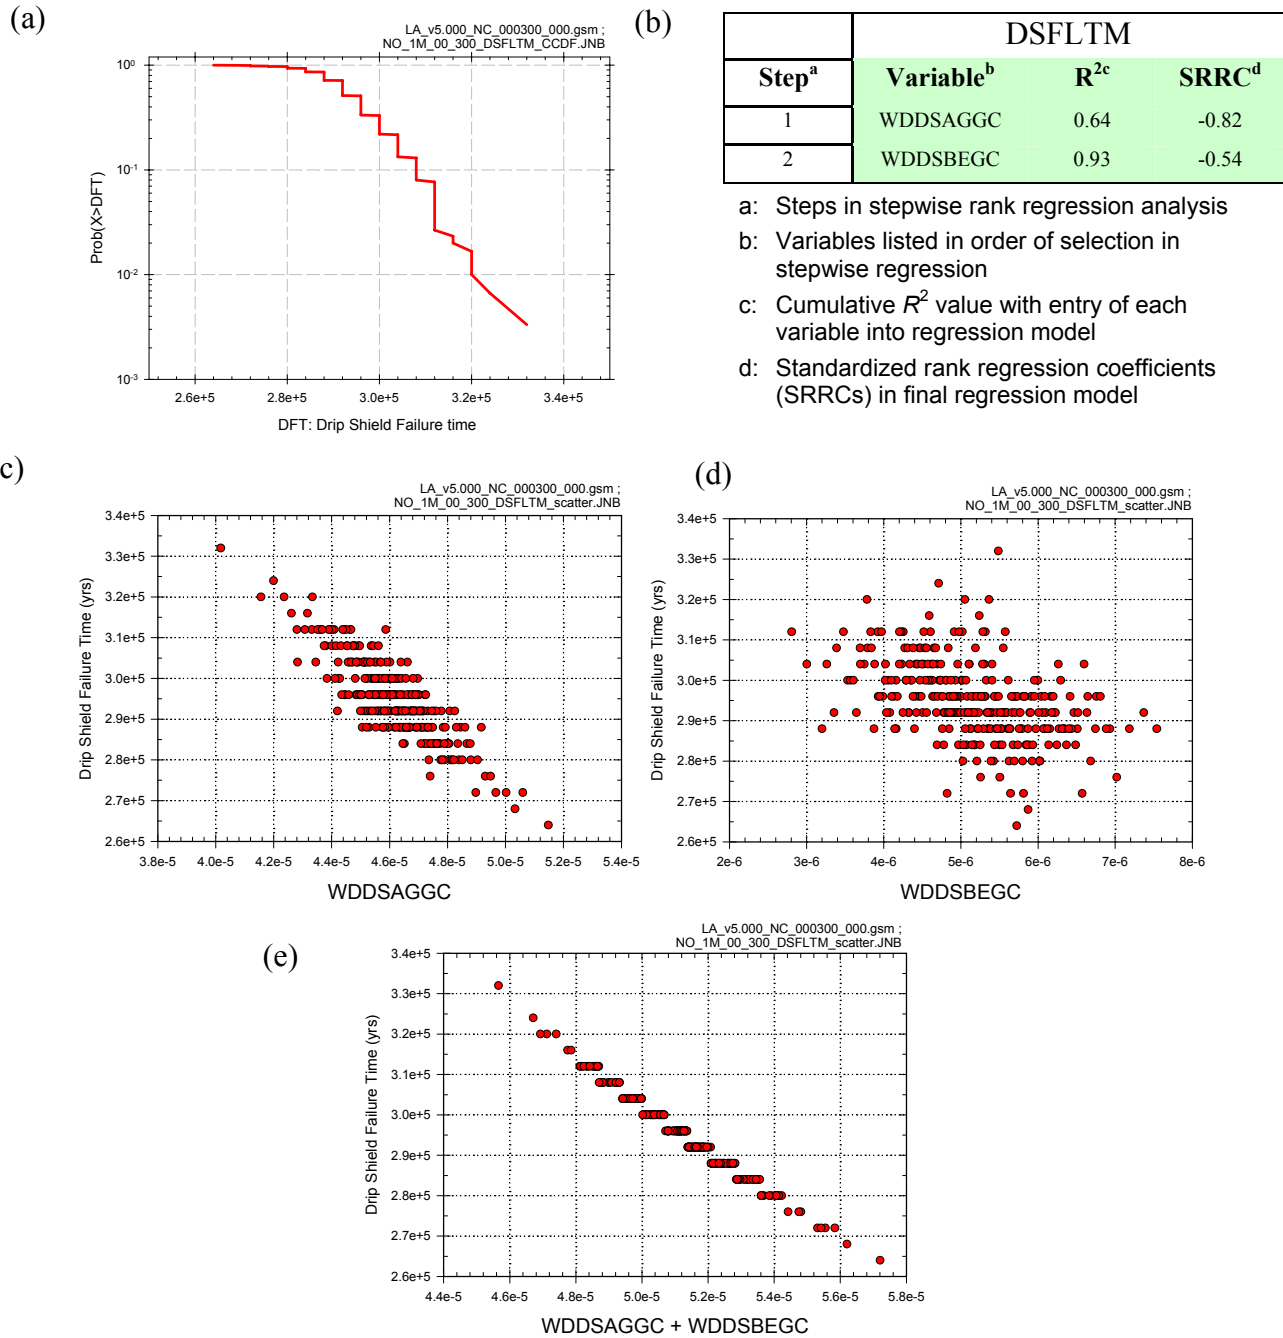 (a)
LA_v5.000_NC_000300_000.gsm ;
NO_1M_00_300_DSFLTM_CCDF.JNB
10⁰
10⁻¹
10⁻²
10⁻³
Prob(X>DFT)
2.6e+5 2.8e+5 3.0e+5 3.2e+5 3.4e+5
DFT: Drip Shield Failure time
(b)
DSFLTM
Stepᵃ Variableᵇ R²ᶜ SRRCᵈ
1 WDDSAGGC 0.64 -0.82
2 WDDSBEGC 0.93 -0.54
a: Steps in stepwise rank regression analysis
b: Variables listed in order of selection in
stepwise regression
c: Cumulative R² value with entry of each
variable into regression model
d: Standardized rank regression coefficients
(SRRCs) in final regression model
c)
LA_v5.000_NC_000300_000.gsm ;
NO_1M_00_300_DSFLTM_scatter.JNB
3.4e+5
3.3e+5
3.2e+5
3.1e+5
3.0e+5
2.9e+5
2.8e+5
2.7e+5
2.6e+5
Drip Shield Failure Time (yrs)
3.8e-5 4.0e-5 4.2e-5 4.4e-5 4.6e-5 4.8e-5 5.0e-5 5.2e-5 5.4e-5
WDDSAGGC
(d)
LA_v5.000_NC_000300_000.gsm ;
NO_1M_00_300_DSFLTM_scatter.JNB
3.4e+5
3.3e+5
3.2e+5
3.1e+5
3.0e+5
2.9e+5
2.8e+5
2.7e+5
2.6e+5
Drip Shield Failure Time (yrs)
2e-6 3e-6 4e-6 5e-6 6e-6 7e-6 8e-6
WDDSBEGC
(e)
LA_v5.000_NC_000300_000.gsm ;
NO_1M_00_300_DSFLTM_scatter.JNB
3.4e+5
3.3e+5
3.2e+5
3.1e+5
3.0e+5
2.9e+5
2.8e+5
2.7e+5
2.6e+5
Drip Shield Failure Time (yrs)
4.4e-5 4.6e-5 4.8e-5 5.0e-5 5.2e-5 5.4e-5 5.6e-5 5.8e-5
WDDSAGGC + WDDSBEGC